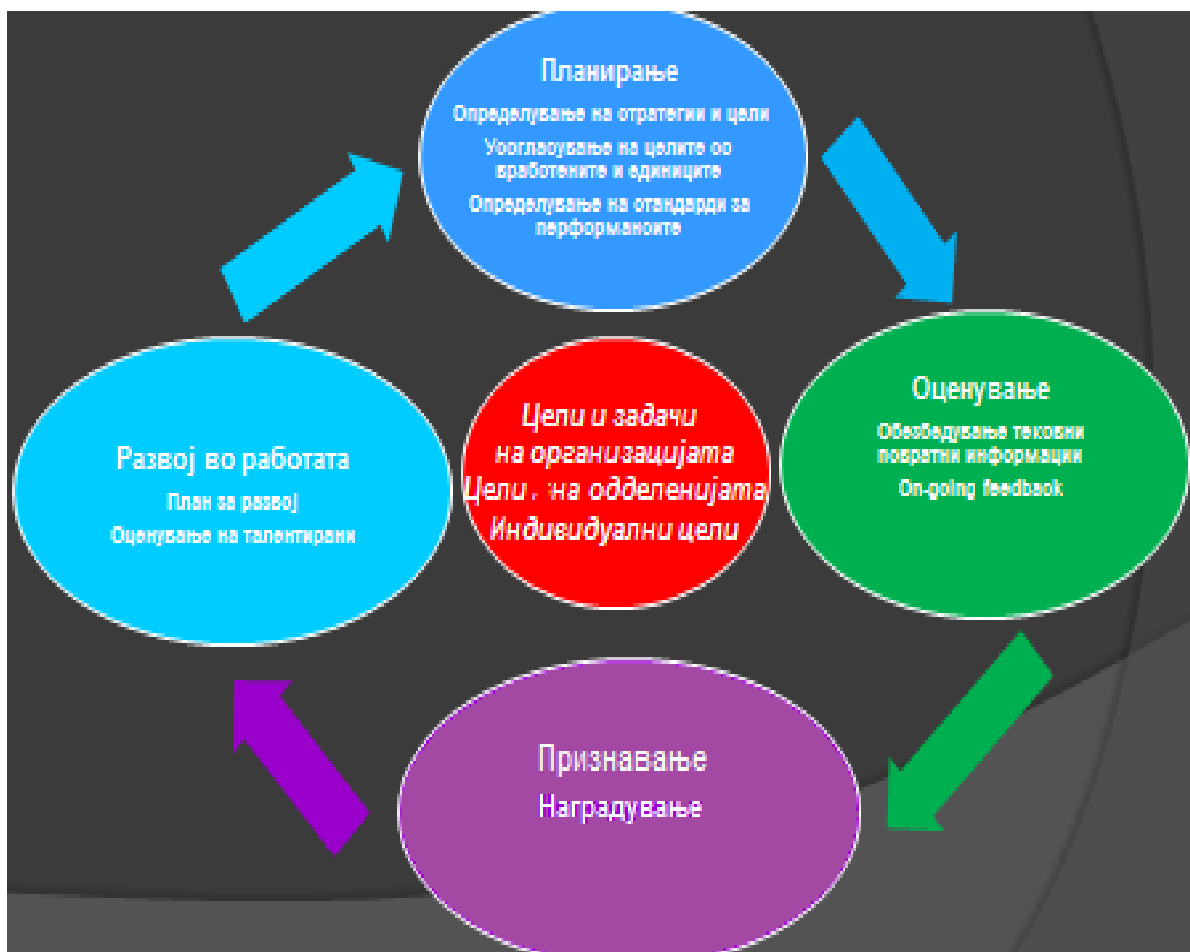 Планирање
Определување на стратегии и цели
Усогласување на целите со
вработените и единиците
Определување на стандарди за
перформансите
Оценување
Обезбедување тековни
повратни информации
On-going feedback
Признавање
Наградување
Развој во работата
План за развој
Оценување на талентирани
Цели и задачи
на организацијата
Цели на одделенијата
Индивидуални цели